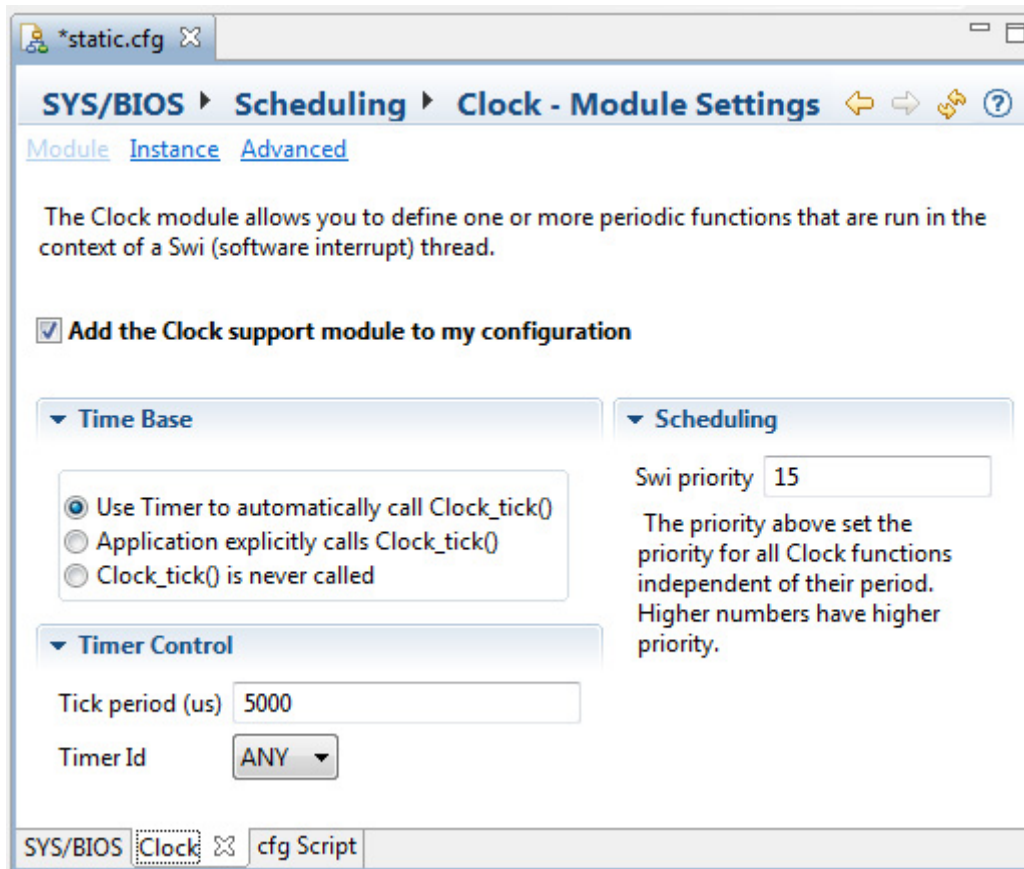 *static.cfg
SYS/BIOS Scheduling Clock - Module Settings
Module Instance Advanced
The Clock module allows you to define one or more periodic functions that are run in the
context of a Swi (software interrupt) thread.
Add the Clock support module to my configuration
Time Base
Use Timer to automatically call Clock_tick()
Application explicitly calls Clock_tick()
Clock_tick() is never called
Timer Control
Tick period (us) 5000
Timer Id ANY
Scheduling
Swi priority 15
The priority above set the
priority for all Clock functions
independent of their period.
Higher numbers have higher
priority.
SYS/BIOS Clock cfg Script